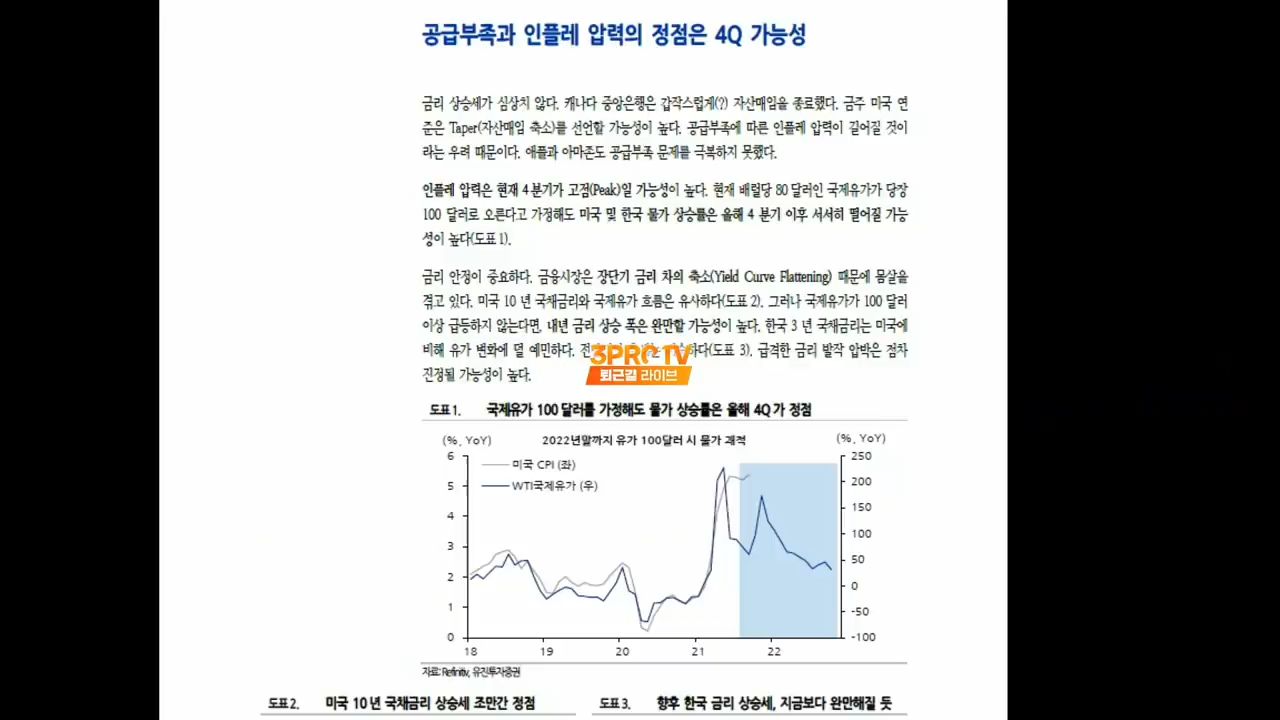 공급부족과 인플레 압력의 정점은 4Q 가능성
금리 상승세가 심상치 않다. 캐나다 중앙은행은 갑작스럽게(?) 자산매입을 종료했다. 금주 미국 연
준은 Taper(자산매입 축소)를 선언할 가능성이 높다. 공급부족에 따른 인플레 압력이 길어질 것이
라는 우려 때문이다. 애플과 아마존도 공급부족 문제를 극복하지 못했다.
인플레 압력은 현재 4분기가 고점(Peak)일 가능성이 높다. 현재 배럴당 80 달러인 국제유가가 당장
100 달러로 오른다고 가정해도 미국 및 한국 물가 상승률은 올해 4 분기 이후 서서히 떨어질 가능
성이 높다(도표 1).
금리 안정이 중요하다. 금융시장은 장단기 금리 차의 축소(Yield Curve Flattening) 때문에 몸살을
겪고 있다. 미국 10 년 국채금리와 국제유가 흐름은 유사하다(도표 2). 그러나 국제유가가 100 달러
이상 급등하지 않는다면, 내년 금리 상승 폭은 완만할 가능성이 높다. 한국 3 년 국채금리는 미국에
비해 유가 변화에 덜 예민하다. (도표 3). 급격한 금리 발작 압박은 점차
3PROTV
퇴근길 라이브
진정될 가능성이 높다.
도표 1. 국제유가 100 달러를 가정해도 물가 상승률은 올해 4Q 가 정점
(%, YoY) 2022년말까지 유가 100달러 시 물가 궤적 (%, YoY)
6 250
미국 CPI (좌)
5 200
WTI국제유가 (우)
150
4 100
3 50
2 0
1 -50
0 -100
18 19 20 21 22
자료: Refinitiv, 유진투자증권
도표 2. 미국 10 년 국채금리 상승세 조만간 정점
도표 3. 향후 한국 금리 상승세, 지금보다 완만해질 듯